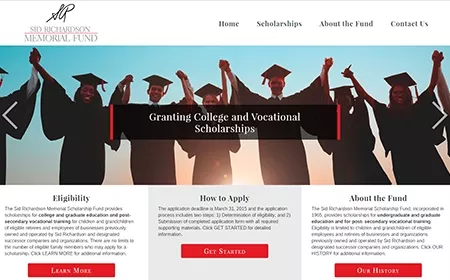 SR
SID RICHARDSON
MEMORIAL FUND
Home Scholarships About the Fund Contact Us
Granting College and Vocational
Scholarships
Eligibility
The Sid Richardson Memorial Scholarship Fund provides
scholarships for college and graduate education and post-
secondary vocational training for children and grandchildren
of eligible retirees and employees of businesses previously
owned and operated by Sid Richardson and designated
successor companies and organizations. There are no limits to
the number of eligible family members who may apply for a
scholarship. Click LEARN MORE for additional information.
Learn More
How to Apply
The application deadline is March 31, 2015 and the application
process includes two steps: 1) Determination of eligibility; and 2)
Submission of completed application form with all required
supporting materials. Click GET STARTED for detailed
information.
Get Started
About the Fund
The Sid Richardson Memorial Fund, incorporated in
1965, provides scholarships for undergraduate and graduate
education and for post-secondary vocational training.
Eligibility is limited to children and grandchildren of eligible
employees and retirees of businesses and organizations
previously owned and operated by Sid Richardson and
designated successor companies and organizations. Click OUR
HISTORY for additional information.
Our History